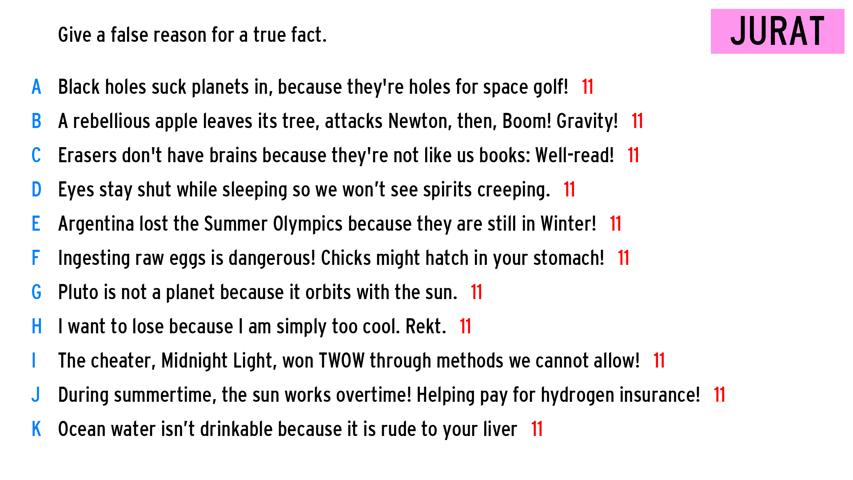 Give a false reason for a true fact.
JURAT
A Black holes suck planets in, because they're holes for space golf! 11
B A rebellious apple leaves its tree, attacks Newton, then, Boom! Gravity! 11
C Erasers don't have brains because they're not like us books: Well-read! 11
D Eyes stay shut while sleeping so we won’t see spirits creeping. 11
E Argentina lost the Summer Olympics because they are still in Winter! 11
F Ingesting raw eggs is dangerous! Chicks might hatch in your stomach! 11
G Pluto is not a planet because it orbits with the sun. 11
H I want to lose because I am simply too cool. Rekt. 11
I The cheater, Midnight Light, won TWOW through methods we cannot allow! 11
J During summertime, the sun works overtime! Helping pay for hydrogen insurance! 11
K Ocean water isn’t drinkable because it is rude to your liver 11